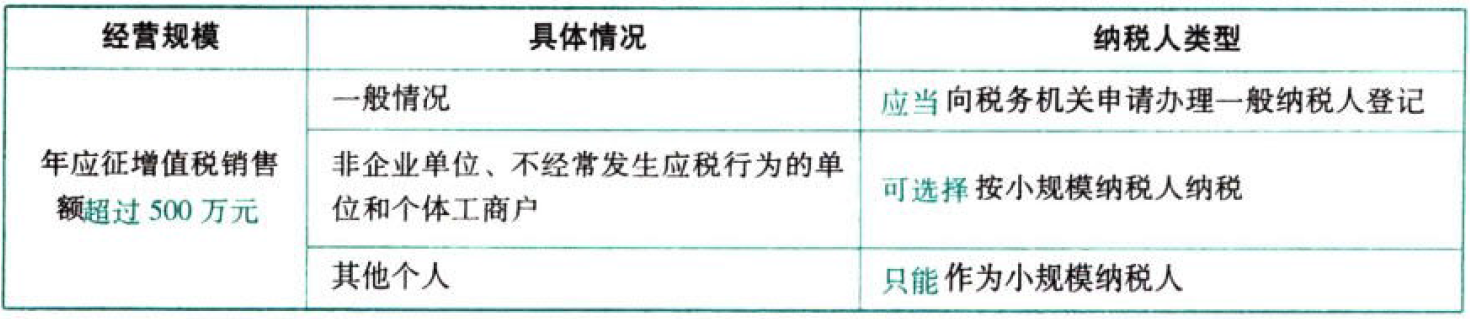 经营规模
具体情况
纳税人类型
年应征增值税销售
额超过 500 万元
一般情况
应当向税务机关申请办理一般纳税人登记
非企业单位、不经常发生应税行为的单
位和个体工商户
可选择按小规模纳税人纳税
其他个人
只能作为小规模纳税人